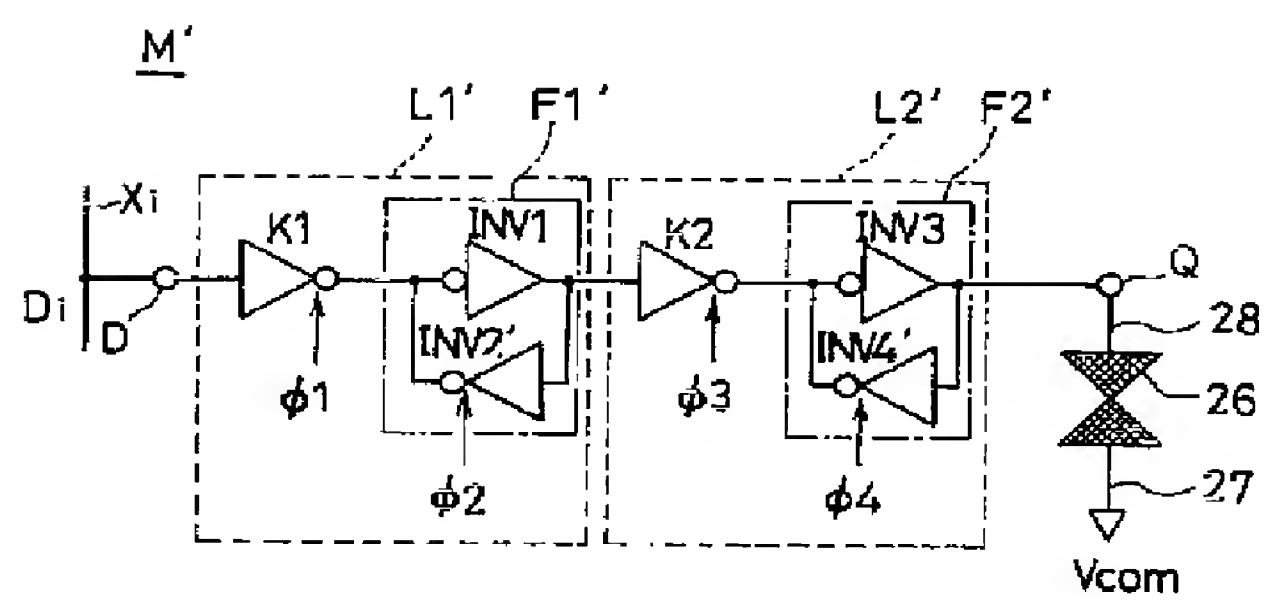 M'
L1' F1' L2' F2'
Xi K1 INV1 K2 INV3 Q
Di D INV2' INV4' 28
ϕ1 ϕ3 26
ϕ2 ϕ4 27
Vcom